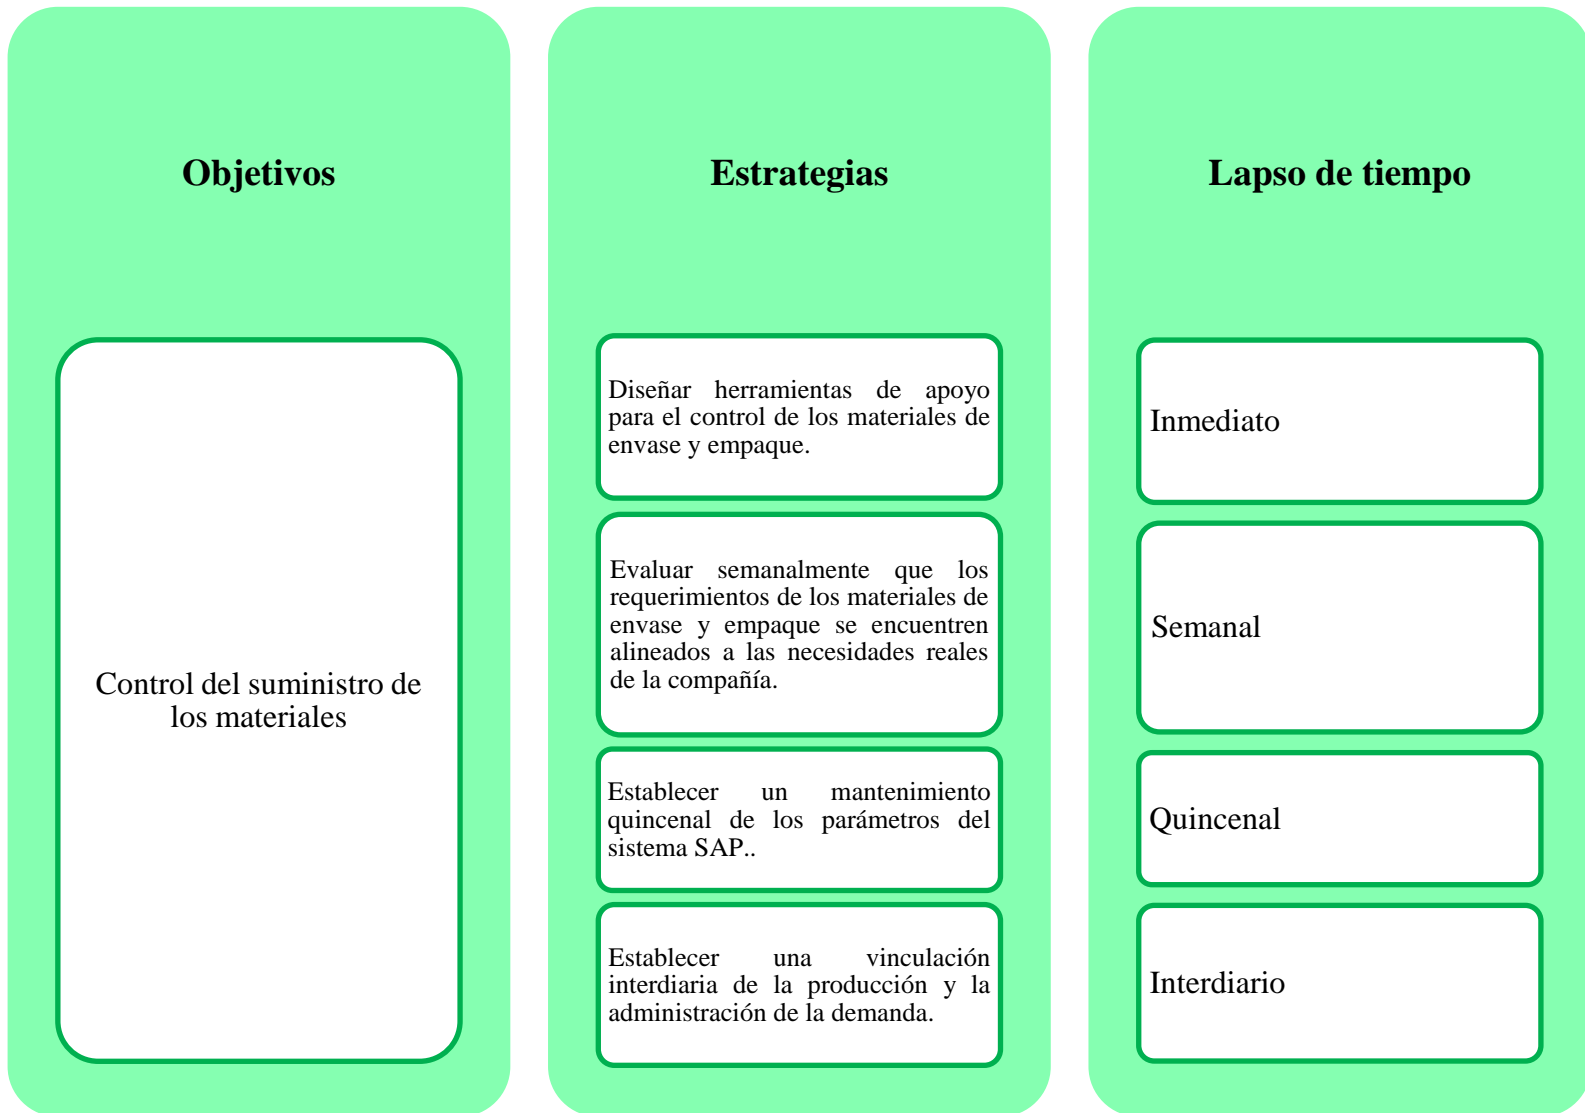 Objetivos
Control del suministro de
los materiales
Estrategias
Diseñar herramientas de apoyo
para el control de los materiales de
envase y empaque.
Evaluar semanalmente que los
requerimientos de los materiales de
envase y empaque se encuentren
alineados a las necesidades reales
de la compañía.
Establecer un mantenimiento
quincenal de los parámetros del
sistema SAP..
Establecer una vinculación
interdiaria de la producción y la
administración de la demanda.
Lapso de tiempo
Inmediato
Semanal
Quincenal
Interdiario